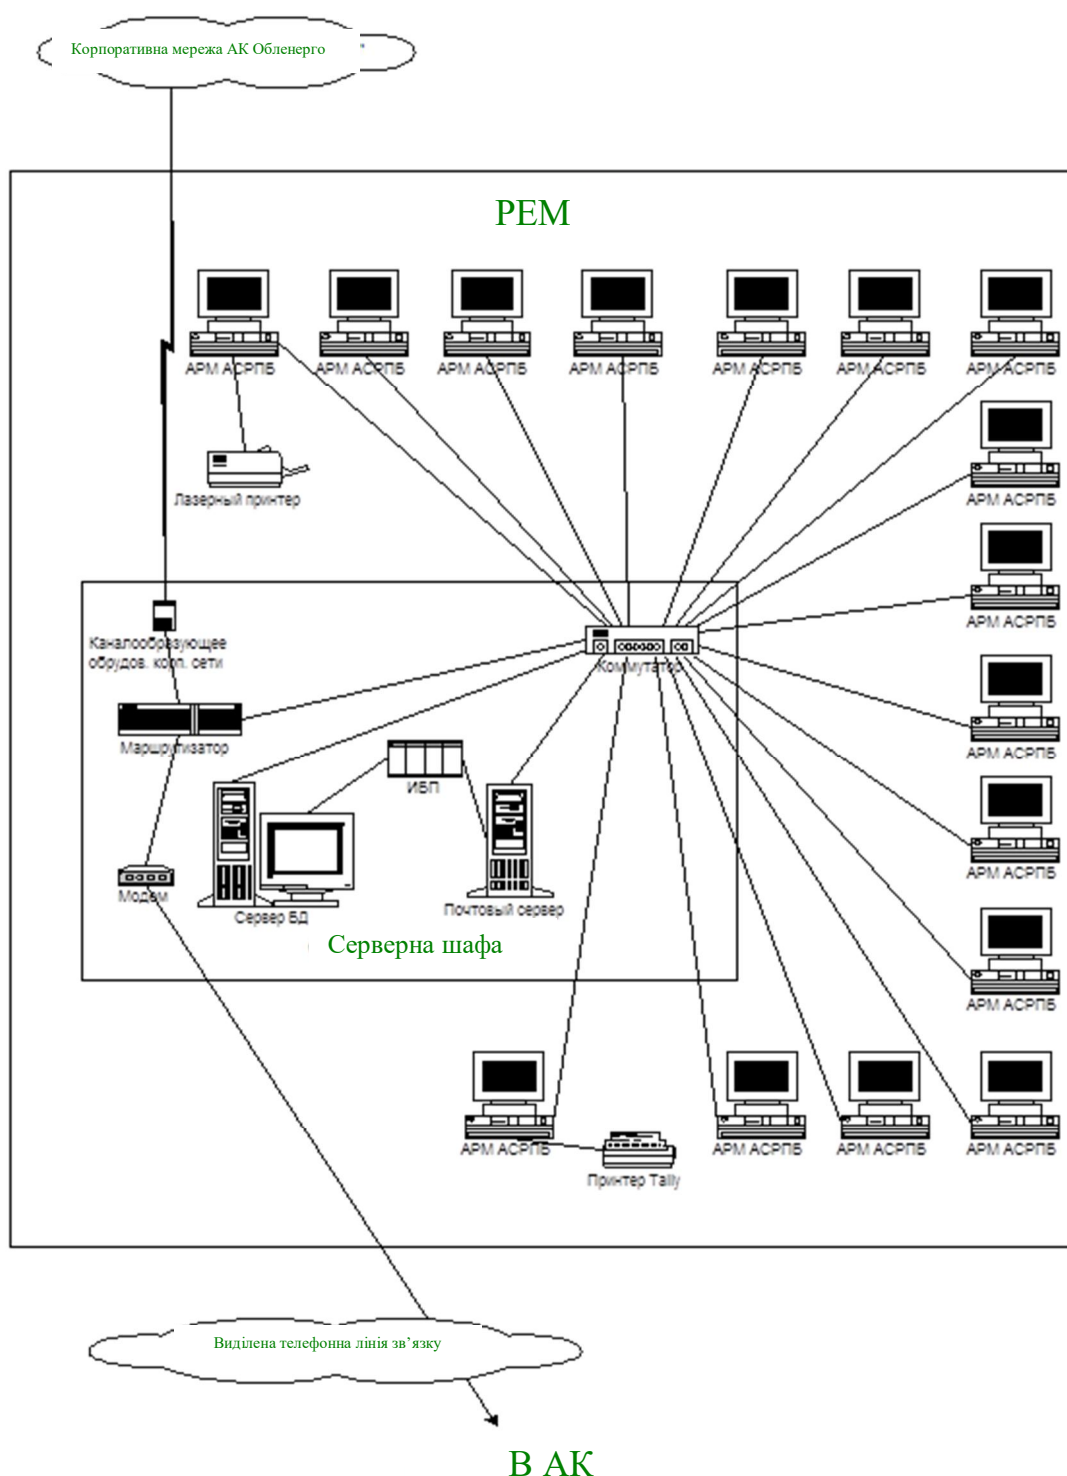 Корпоративна мережа АК Обленерго "
РЕМ
АРМ АСРПБ
АРМ АСРПБ
АРМ АСРПБ
АРМ АСРПБ
АРМ АСРПБ
АРМ АСРПБ
АРМ АСРПБ
АРМ АСРПБ
Лазерный принтер
АРМ АСРПБ
Каналообразующее
обрудов. корп. сети
Коммутатор
Маршрутизатор
АРМ АСРПБ
ИБП
АРМ АСРПБ
Модем
Сервер БД
Почтовый сервер
Серверна шафа
АРМ АСРПБ
АРМ АСРПБ
АРМ АСРПБ
АРМ АСРПБ
АРМ АСРПБ
Принтер Tally
Виділена телефонна лінія зв’язку
В АК